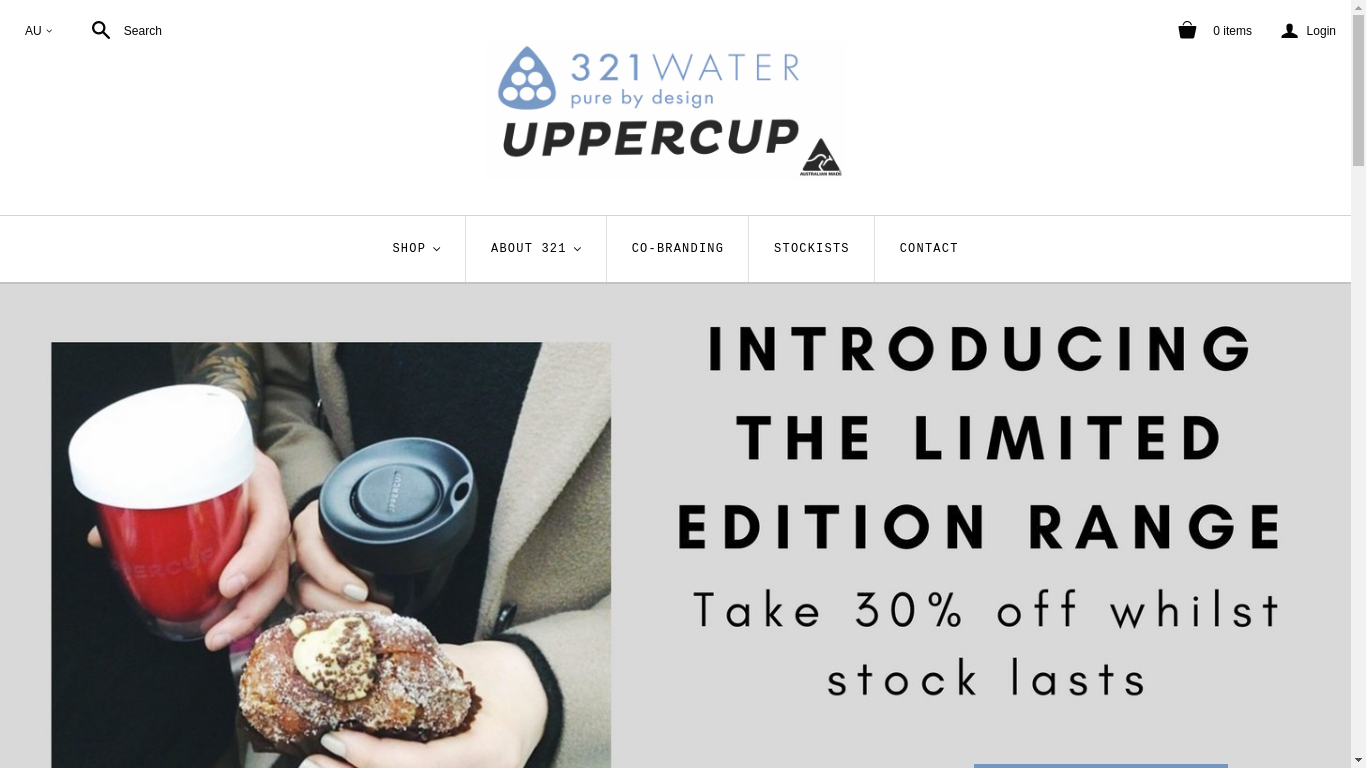 AU
Search
0 items
Login
321WATER
pure by design
UPPERCUP
AUSTRALIAN MADE
SHOP
ABOUT 321
CO-BRANDING
STOCKISTS
CONTACT
INTRODUCING
THE LIMITED
EDITION RANGE
Take 30% off whilst
stock lasts
UPPERCUP
UPPERCUP